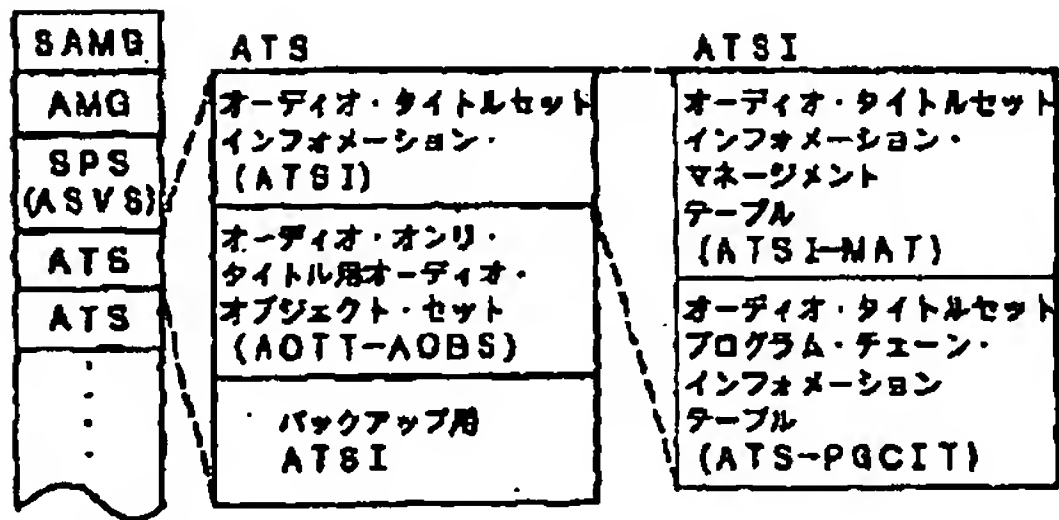 SAMG
AMG
SPS
(ASVS)
ATS
ATS
ATS
オーディオ・タイトルセット
インフォメーション・
(ATSI)
オーディオ・オンリ・
タイトル用オーディオ・
オブジェクト・セット
(AOTT-AOBS)
バックアップ用
ATSI
ATSI
オーディオ・タイトルセット
インフォメーション・
マネージメント
テーブル
(ATSI-MAT)
オーディオ・タイトルセット
プログラム・チェーン・
インフォメーション
テーブル
(ATS-PGCIT)